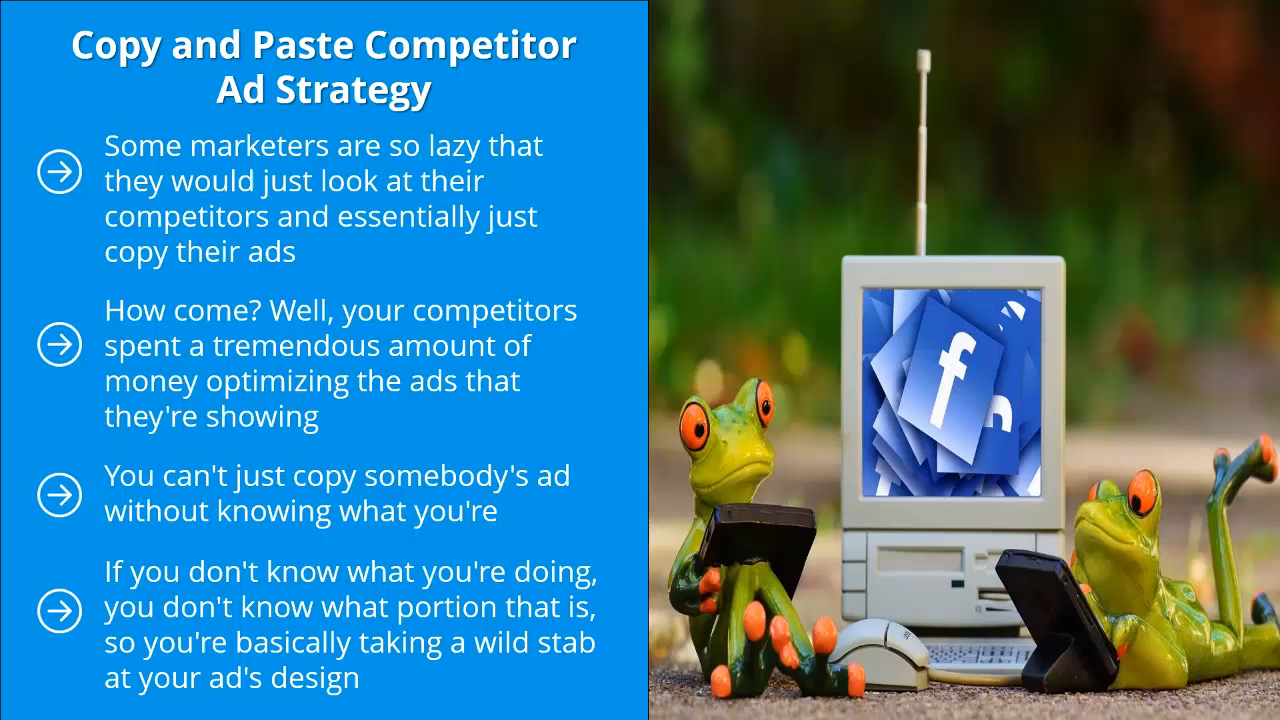 Copy and Paste Competitor
Ad Strategy
Some marketers are so lazy that
they would just look at their
competitors and essentially just
copy their ads
How come? Well, your competitors
spent a tremendous amount of
money optimizing the ads that
they're showing
You can't just copy somebody's ad
without knowing what you're
If you don't know what you're doing,
you don't know what portion that is,
so you're basically taking a wild stab
at your ad's design
f